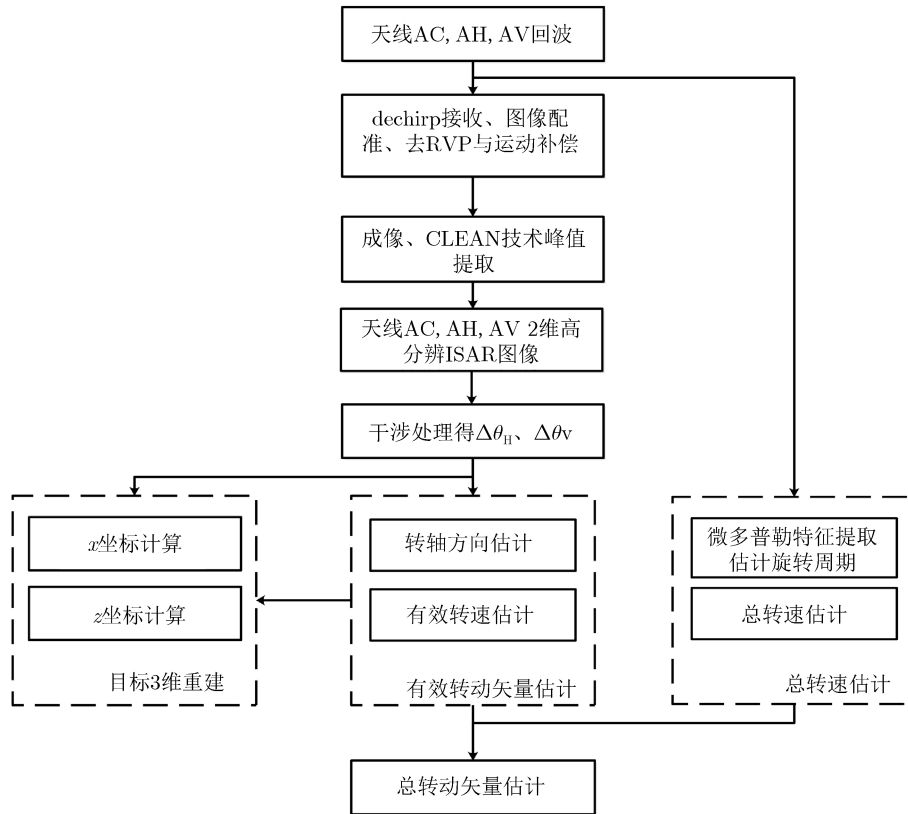 天线AC, AH, AV回波
dechirp接收、图像配
准、去RVP与运动补偿
成像、CLEAN技术峰值
提取
天线AC, AH, AV 2维高
分辨ISAR图像
干涉处理得Δθ_H、Δθv
x坐标计算
z坐标计算
目标3维重建
转轴方向估计
有效转速估计
有效转动矢量估计
微多普勒特征提取
估计旋转周期
总转速估计
总转速估计
总转动矢量估计